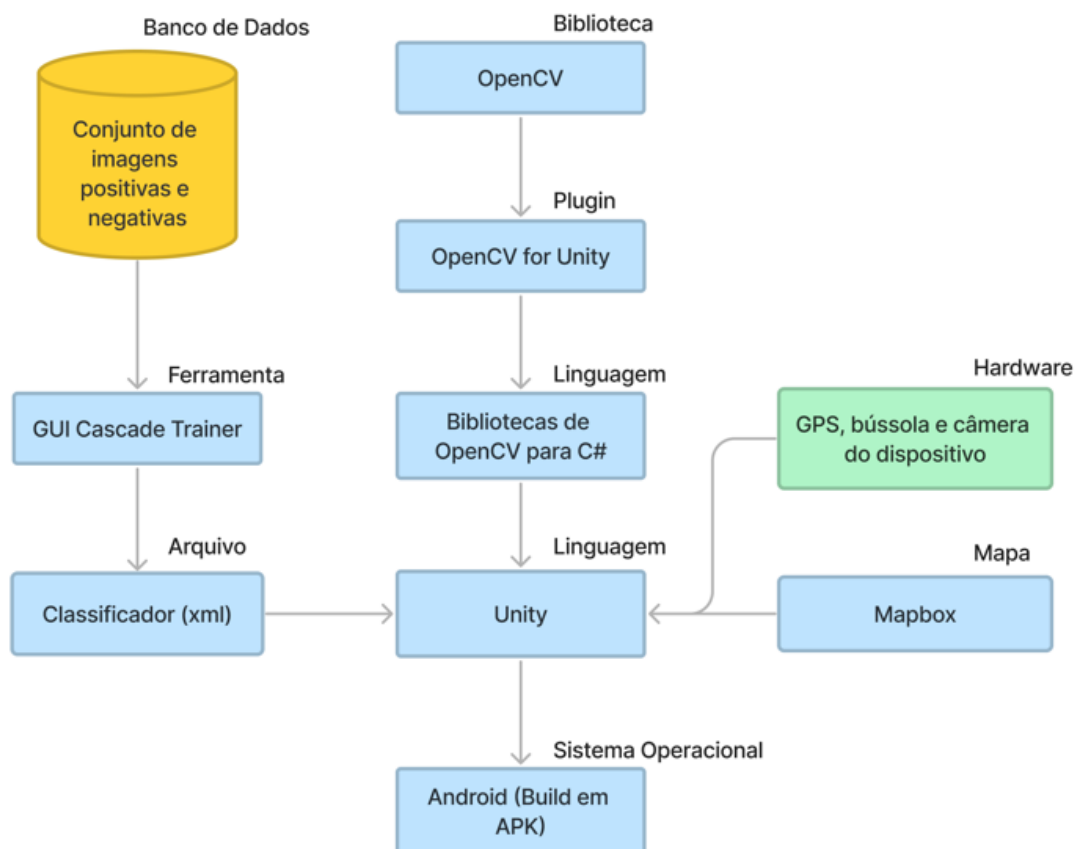 Banco de Dados
Conjunto de
imagens
positivas e
negativas
Ferramenta
GUI Cascade Trainer
Arquivo
Classificador (xml)
Biblioteca
OpenCV
Plugin
OpenCV for Unity
Linguagem
Bibliotecas de
OpenCV para C#
Linguagem
Unity
Sistema Operacional
Android (Build em
APK)
Hardware
GPS, bússola e câmera
do dispositivo
Mapa
Mapbox